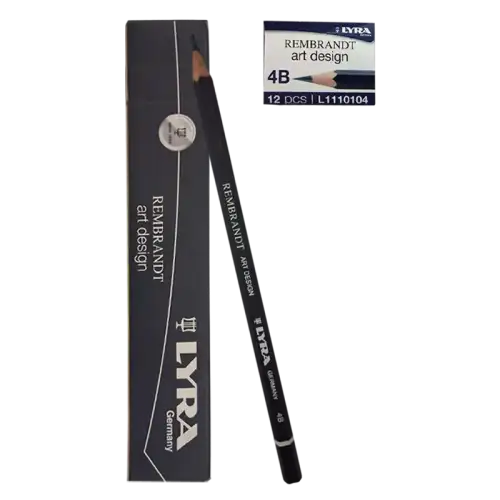 LYRA
REMBRANDT
art design
4B
12 PCS | L1110104
REMBRANDT
art design
LYRA
Germany
REMBRANDT ART DESIGN LYRA GERMANY 4B